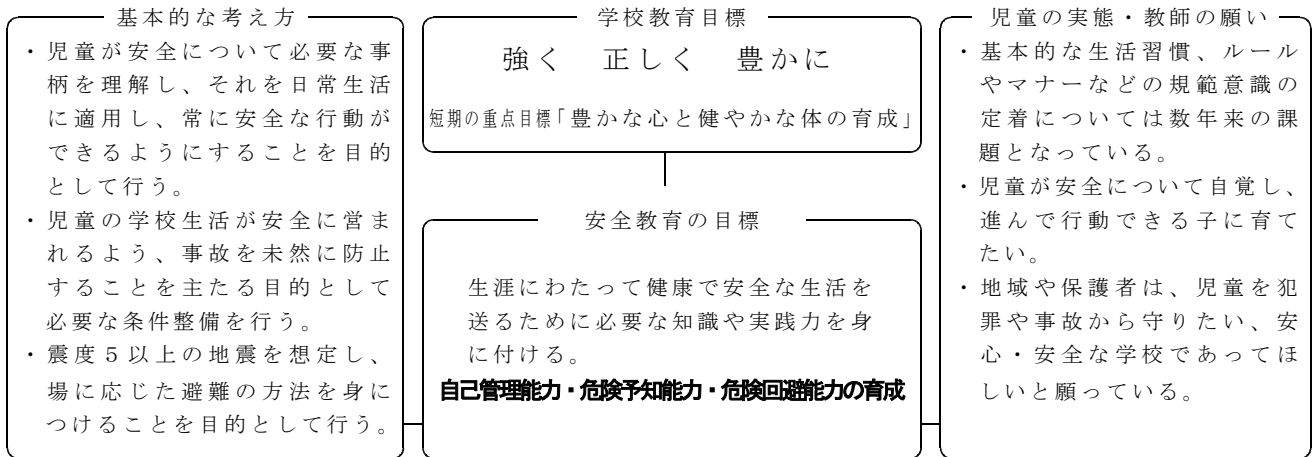 基本的な考え方
・児童が安全について必要な事
柄を理解し、それを日常生活
に適用し、常に安全な行動が
できるようにすることを目的
として行う。
・児童の学校生活が安全に営ま
れるよう、事故を未然に防止
することを主たる目的として
必要な条件整備を行う。
・震度５以上の地震を想定し、
場に応じた避難の方法を身に
つけることを目的として行う。
学校教育目標
強く　正しく　豊かに
短期の重点目標「豊かな心と健やかな体の育成」
安全教育の目標
生涯にわたって健康で安全な生活を
送るために必要な知識や実践力を身
に付ける。
自己管理能力・危険予知能力・危険回避能力の育成
児童の実態・教師の願い
・基本的な生活習慣、ルール
やマナーなどの規範意識の
定着については数年来の課
題となっている。
・児童が安全について自覚し、
進んで行動できる子に育て
たい。
・地域や保護者は、児童を犯
罪や事故から守りたい、安
心・安全な学校であってほ
しいと願っている。